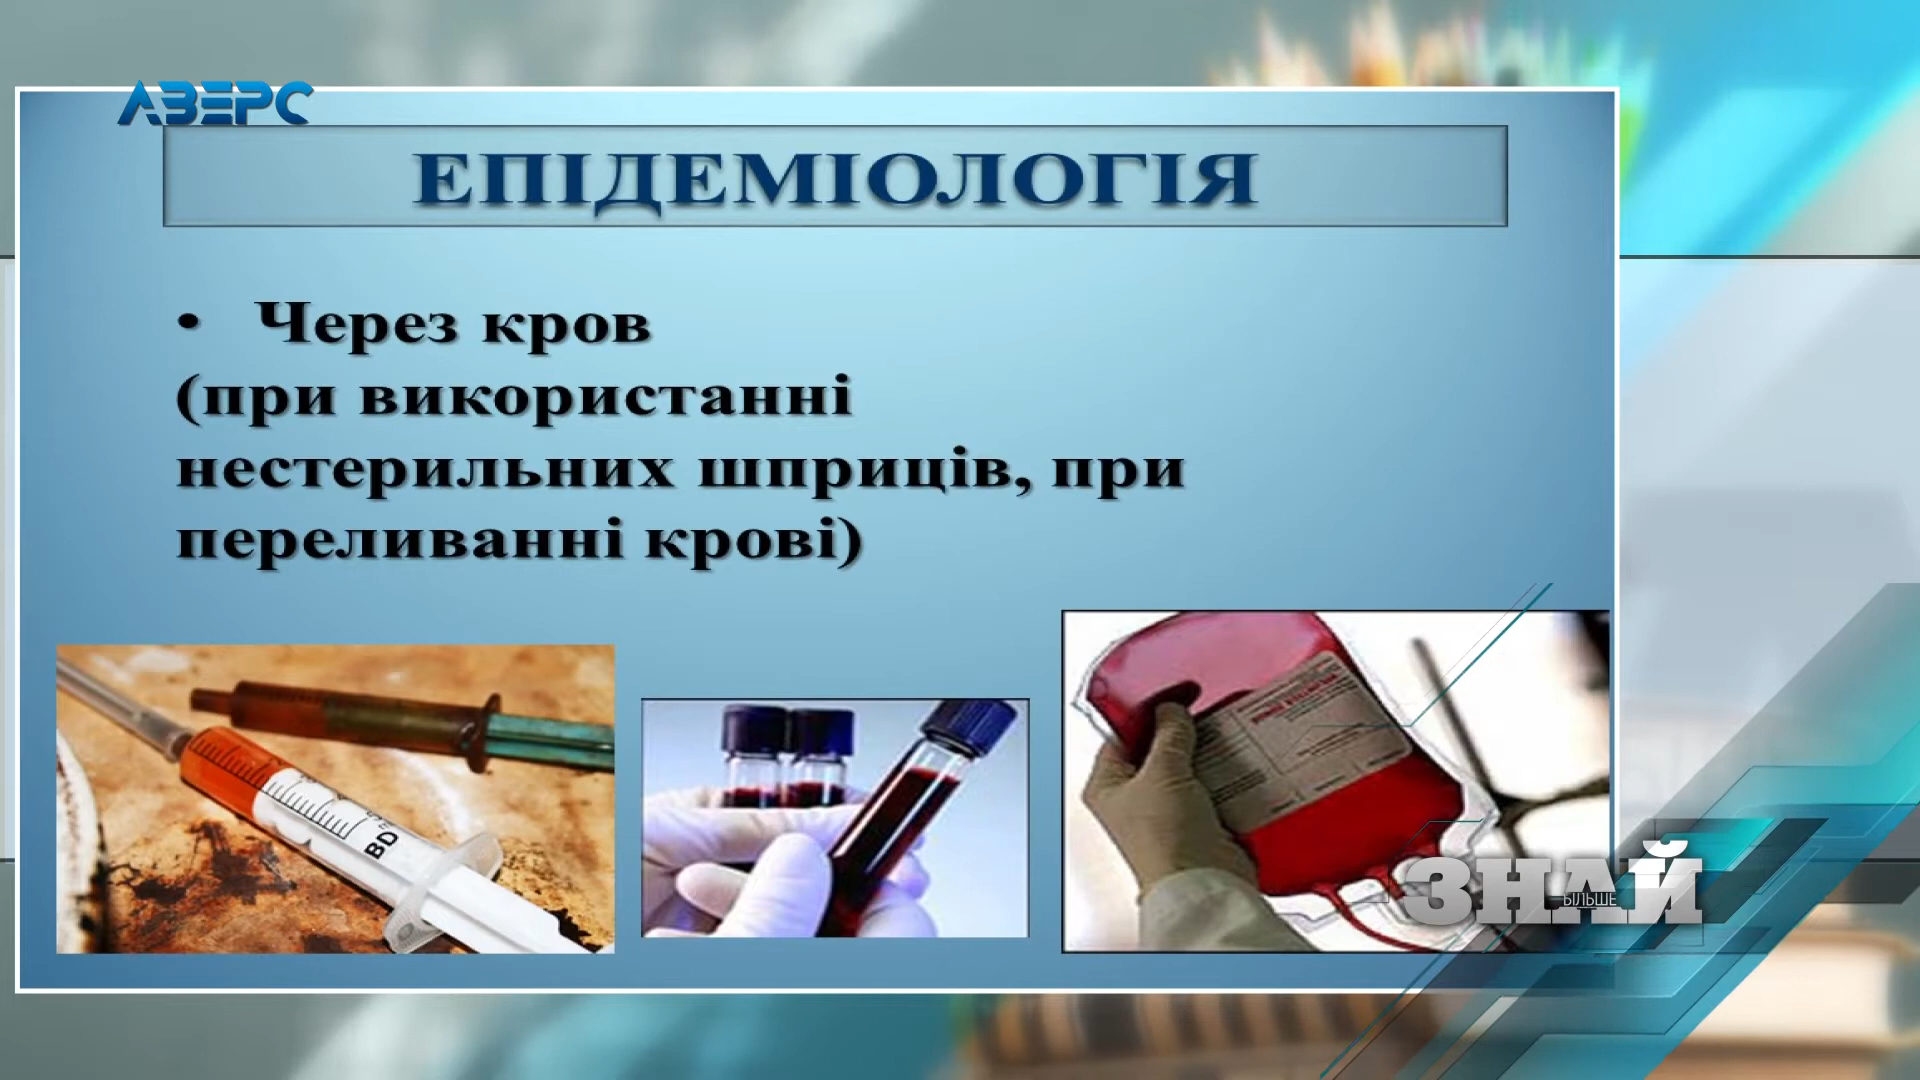 АВЕРС
ЕПІДЕМІОЛОГІЯ
• Через кров
(при використанні
нестерильних шприців, при
переливанні крові)
BD
ЗНАЙ
БІЛЬШЕ